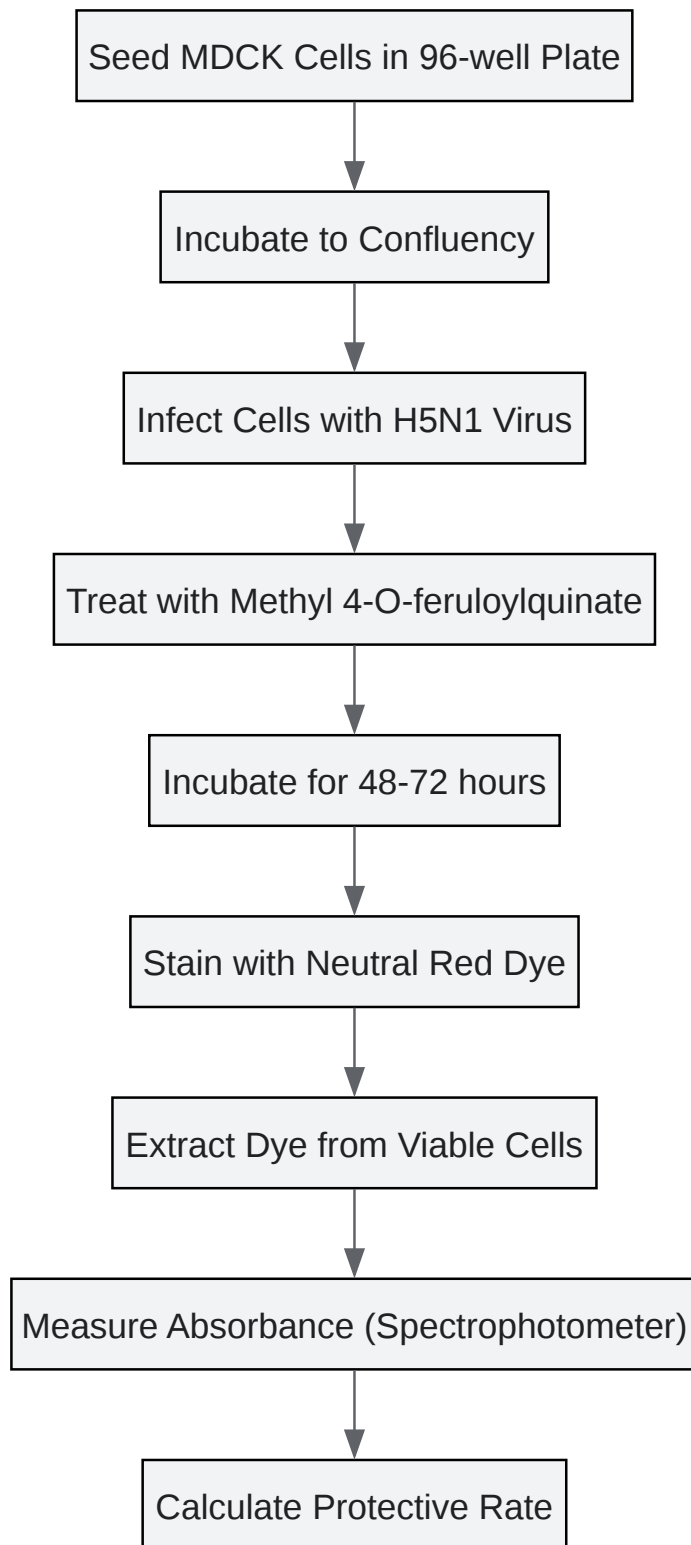 Seed MDCK Cells in 96-well Plate
Incubate to Confluency
Infect Cells with H5N1 Virus
Treat with Methyl 4-O-feruloylquinate
Incubate for 48-72 hours
Stain with Neutral Red Dye
Extract Dye from Viable Cells
Measure Absorbance (Spectrophotometer)
Calculate Protective Rate